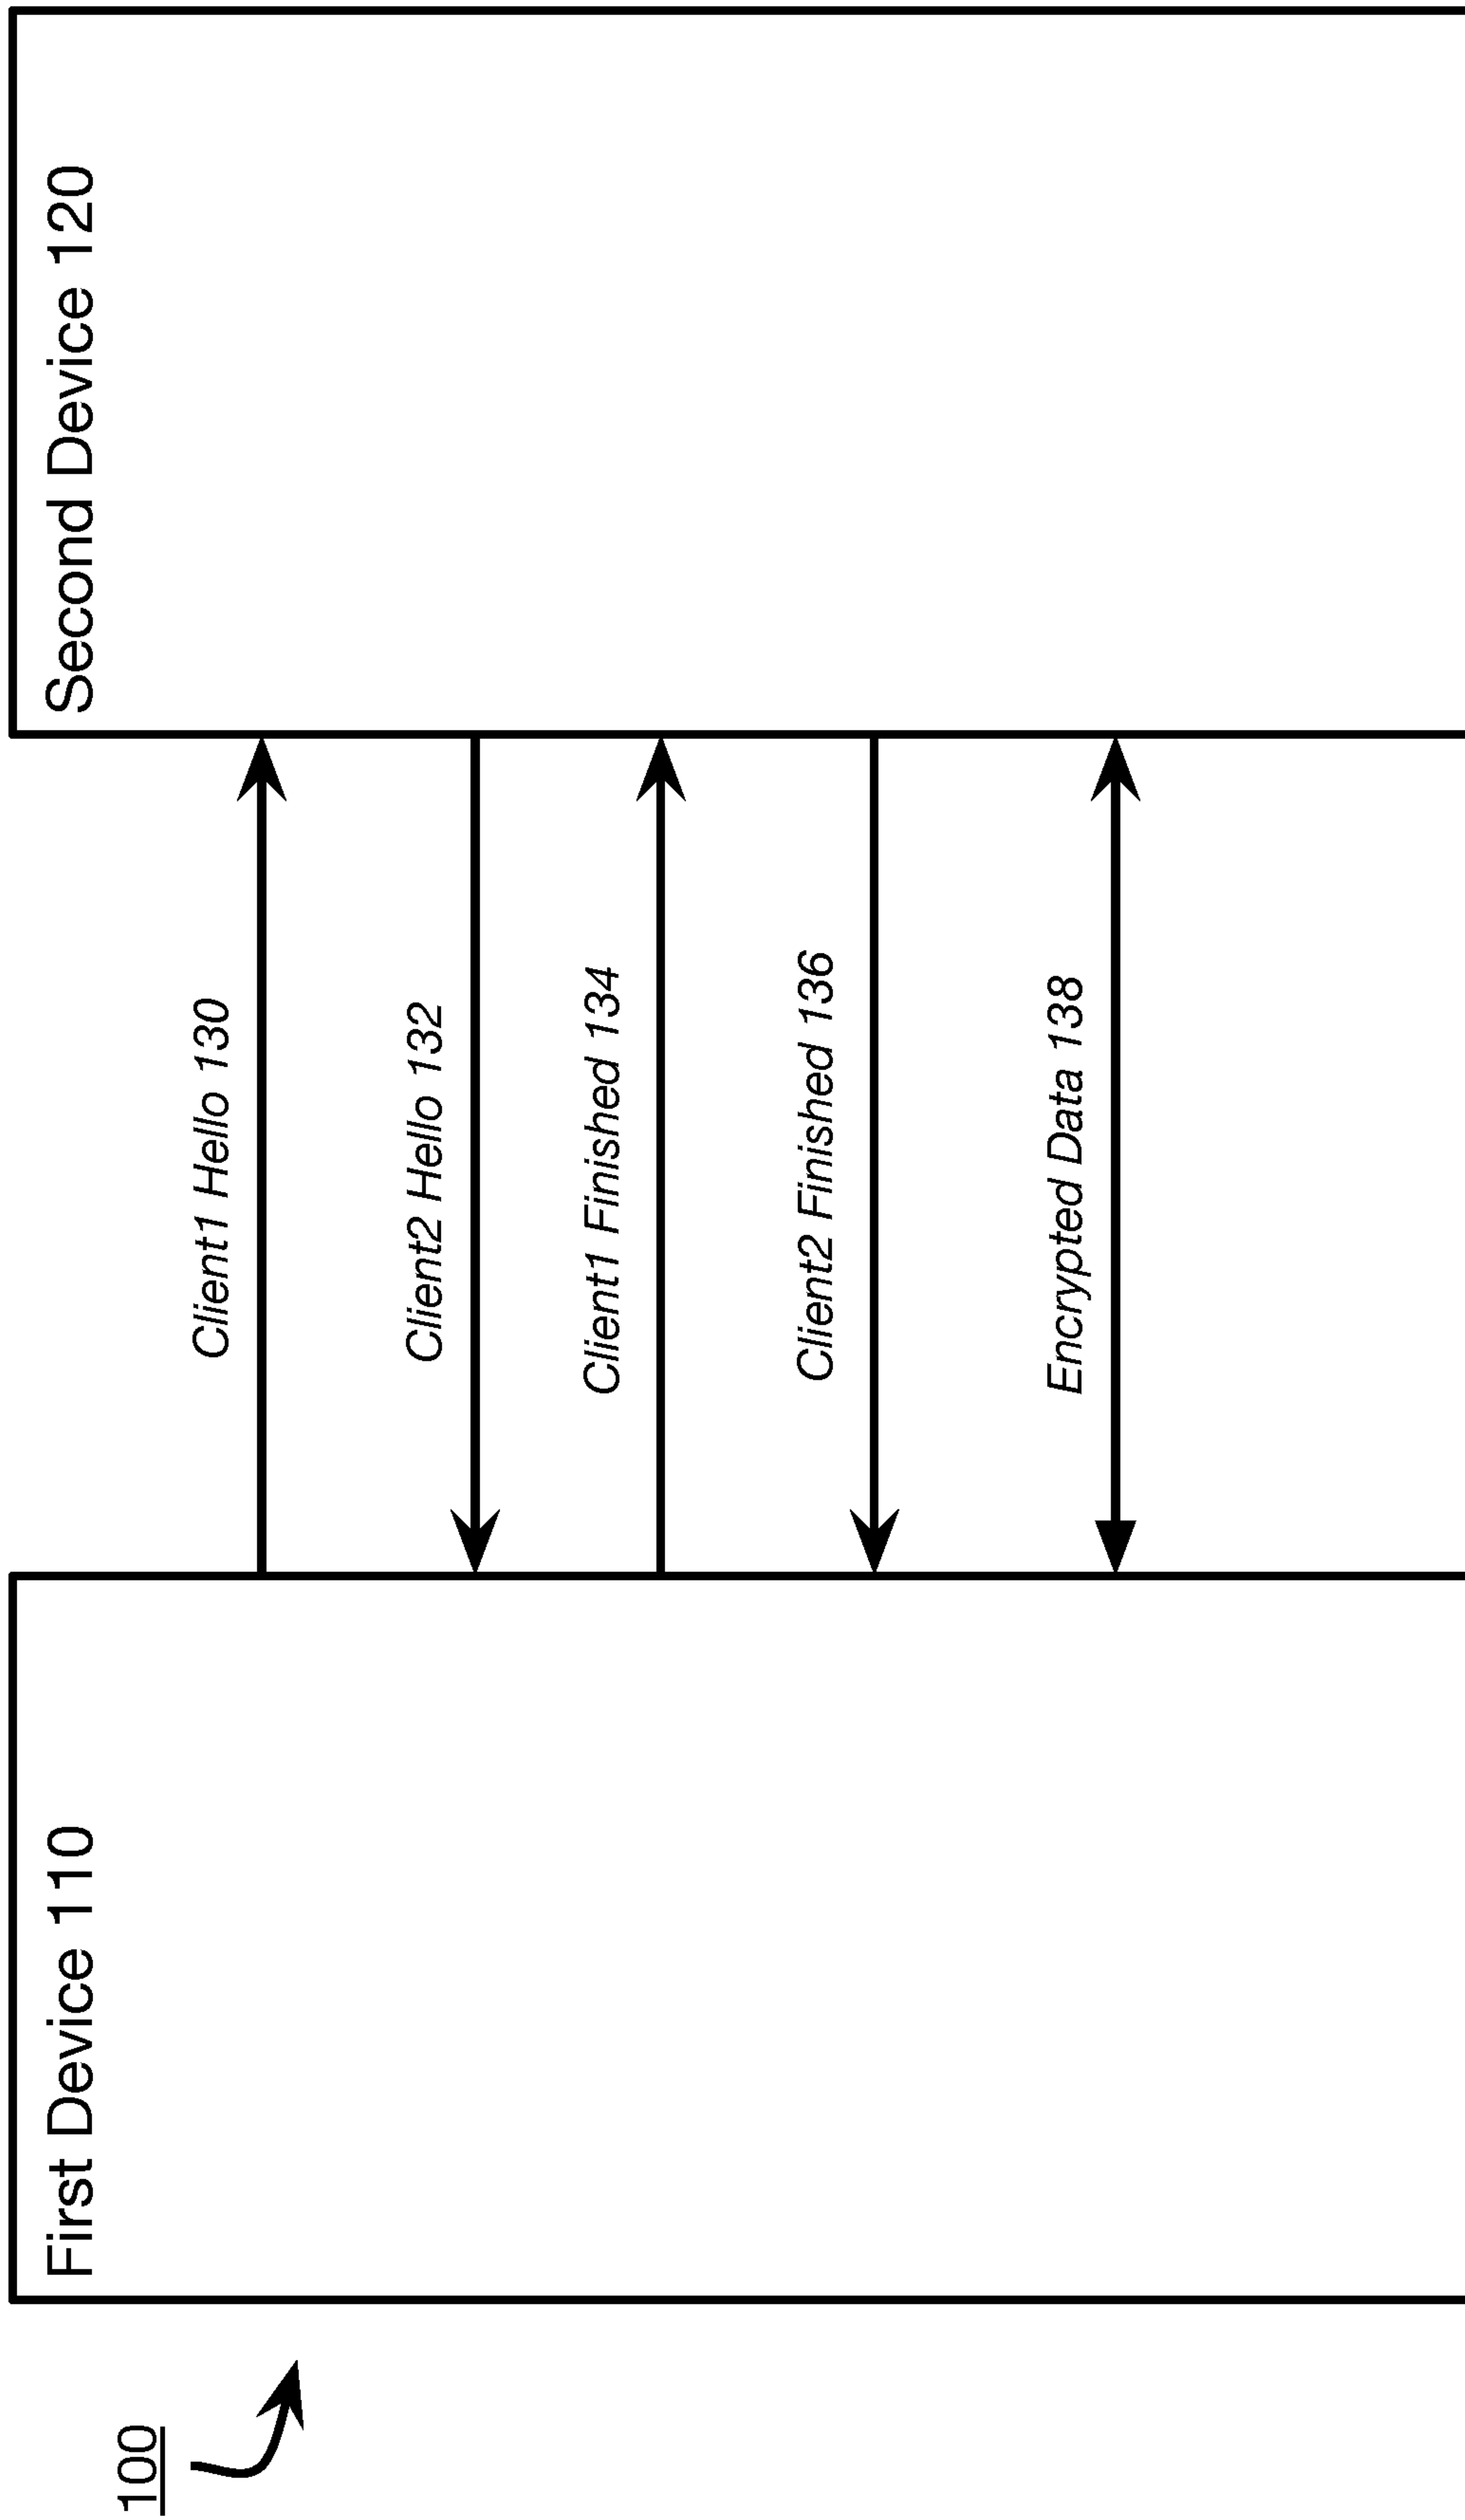 100
First Device 110
Second Device 120
Client1 Hello 130
Client2 Hello 132
Client1 Finished 134
Client2 Finished 136
Encrypted Data 138